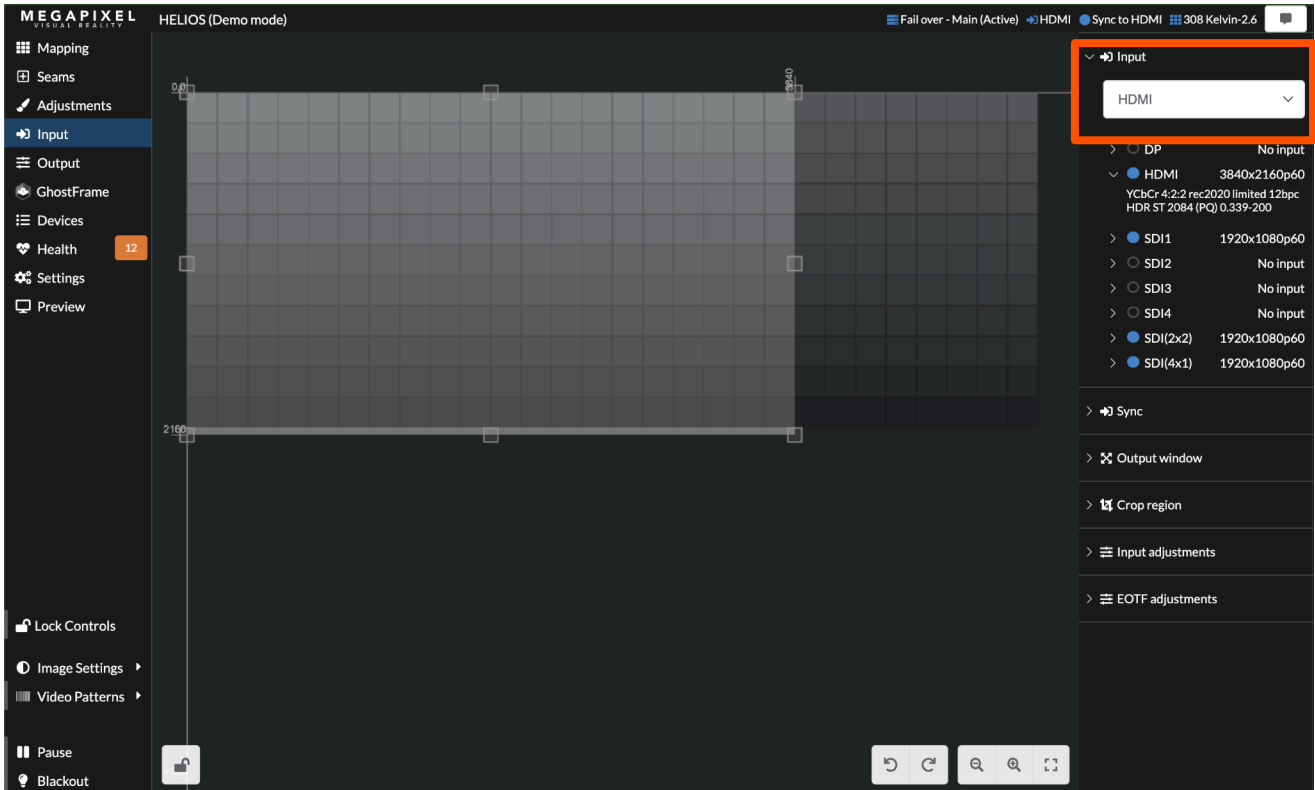 MEGAPIXEL
VISUAL REALITY
HELIOS (Demo mode)
Fail over - Main (Active)
HDMI
Sync to HDMI
308 Kelvin-2.6
Mapping
Seams
Adjustments
Input
Output
GhostFrame
Devices
Health 12
Settings
Preview
Lock Controls
Image Settings
Video Patterns
Pause
Blackout
0,0
3840
2160
Input
HDMI
DP No input
HDMI 3840x2160p60
YCbCr 4:2:2 rec2020 limited 12bpc
HDR ST 2084 (PQ) 0.339-200
SDI1 1920x1080p60
SDI2 No input
SDI3 No input
SDI4 No input
SDI(2x2) 1920x1080p60
SDI(4x1) 1920x1080p60
Sync
Output window
Crop region
Input adjustments
EOTF adjustments